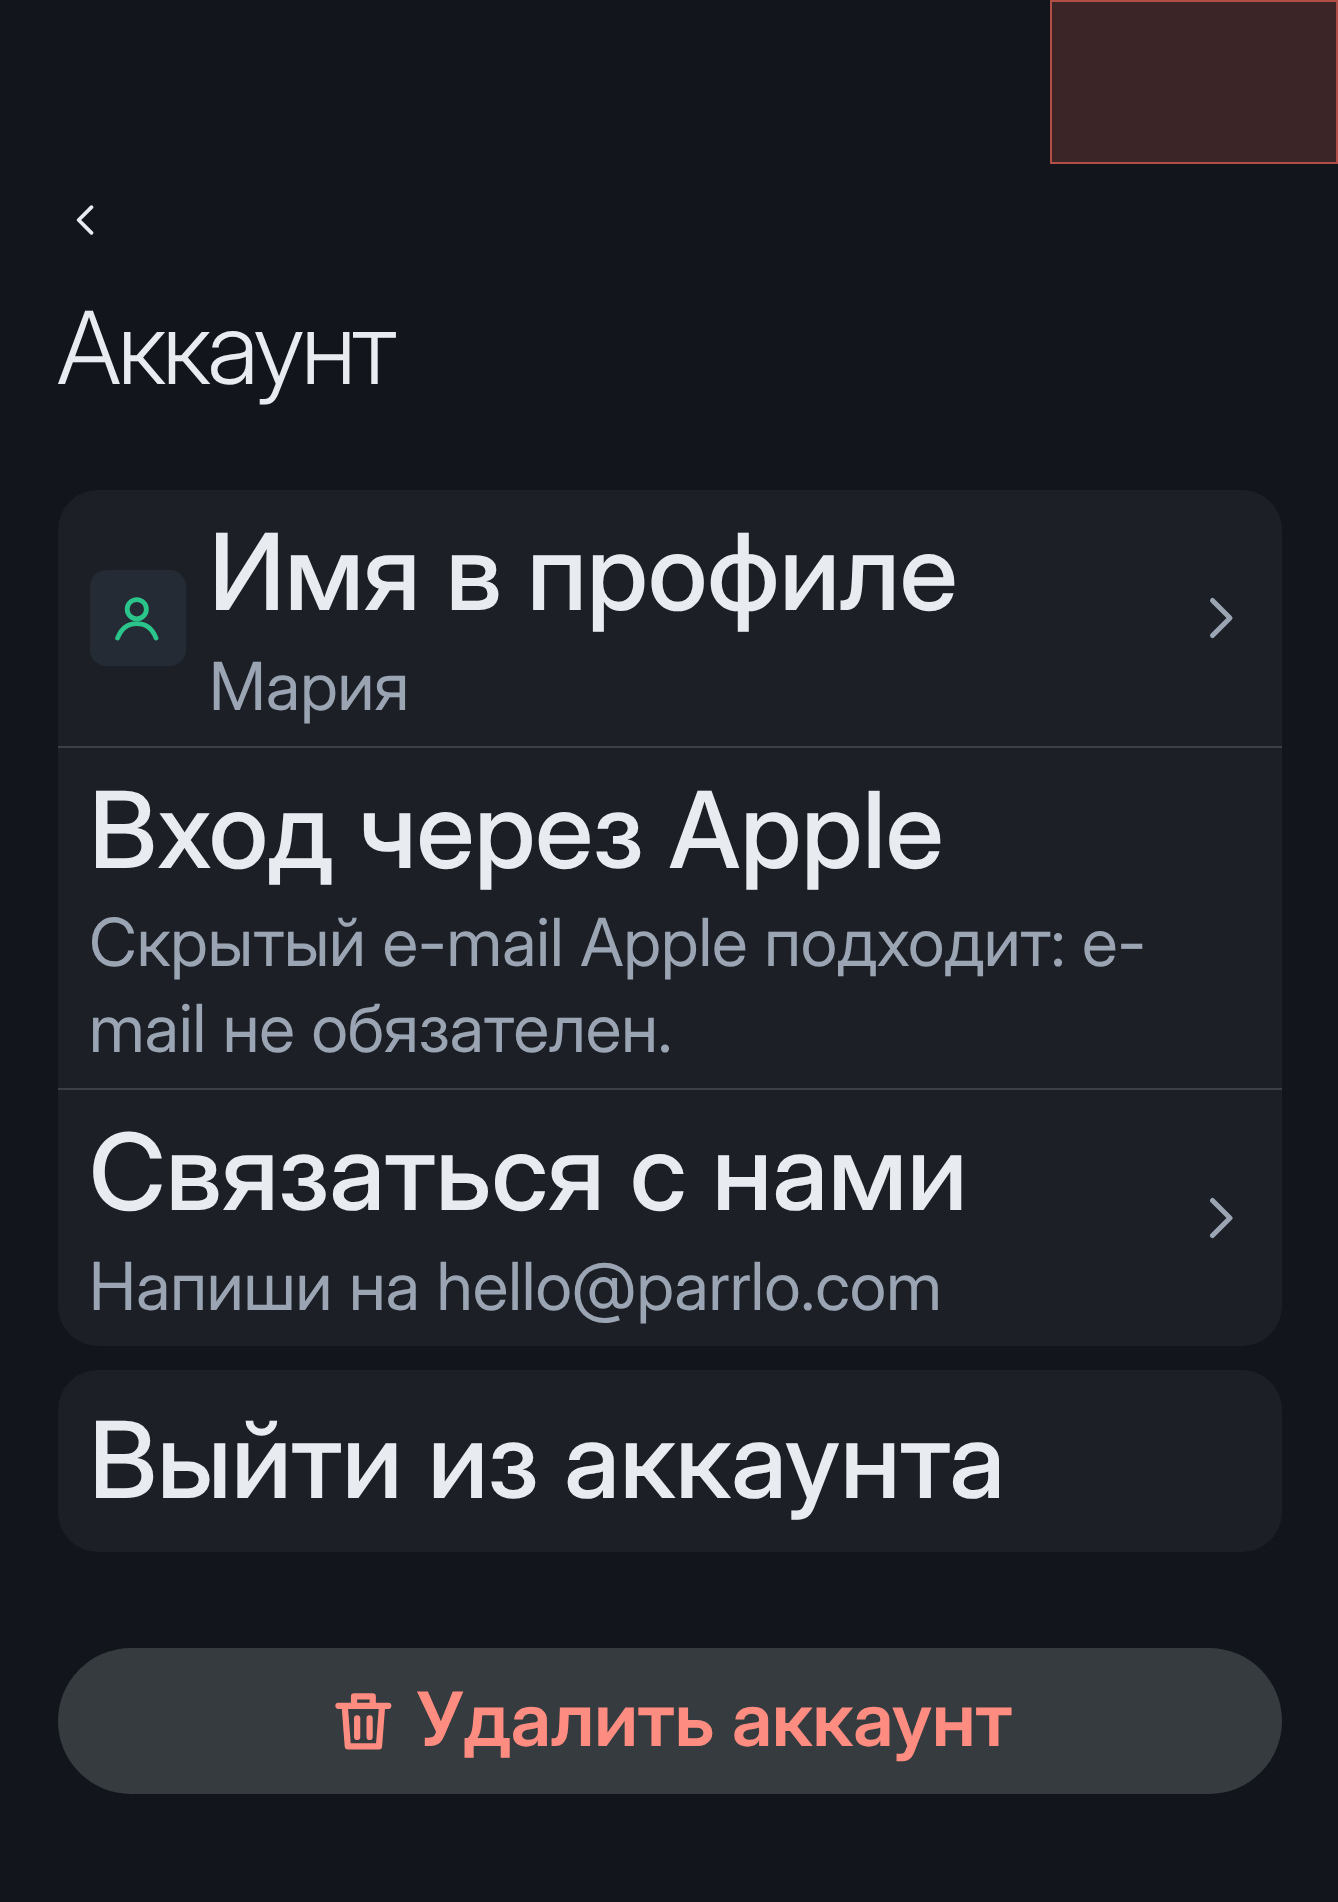 Аккаунт
Имя в профиле
Мария
Вход через Apple
Скрытый e-mail Apple подходит: e-
mail не обязателен.
Связаться с нами
Напиши на hello@parrlo.com
Выйти из аккаунта
Удалить аккаунт